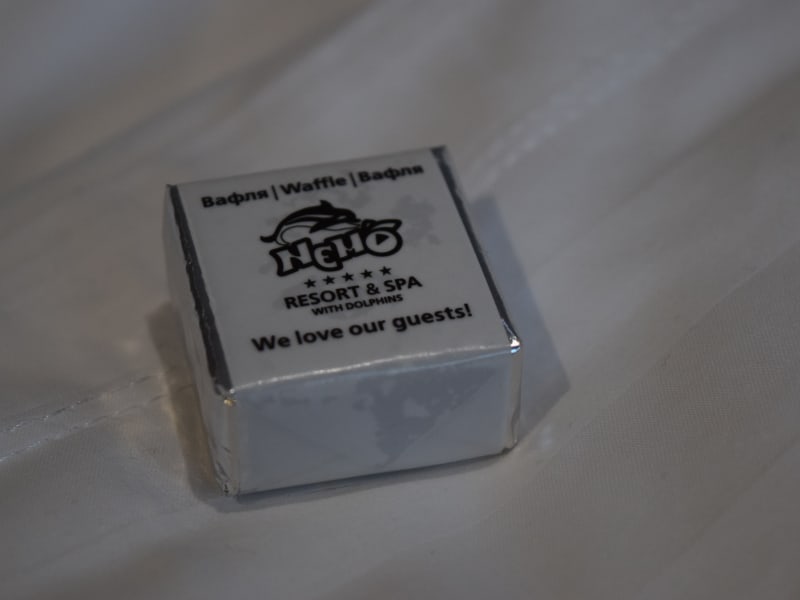 Вафля | Waffle | Вафля
NEMO
RESORT & SPA
WITH DOLPHINS
We love our guests!